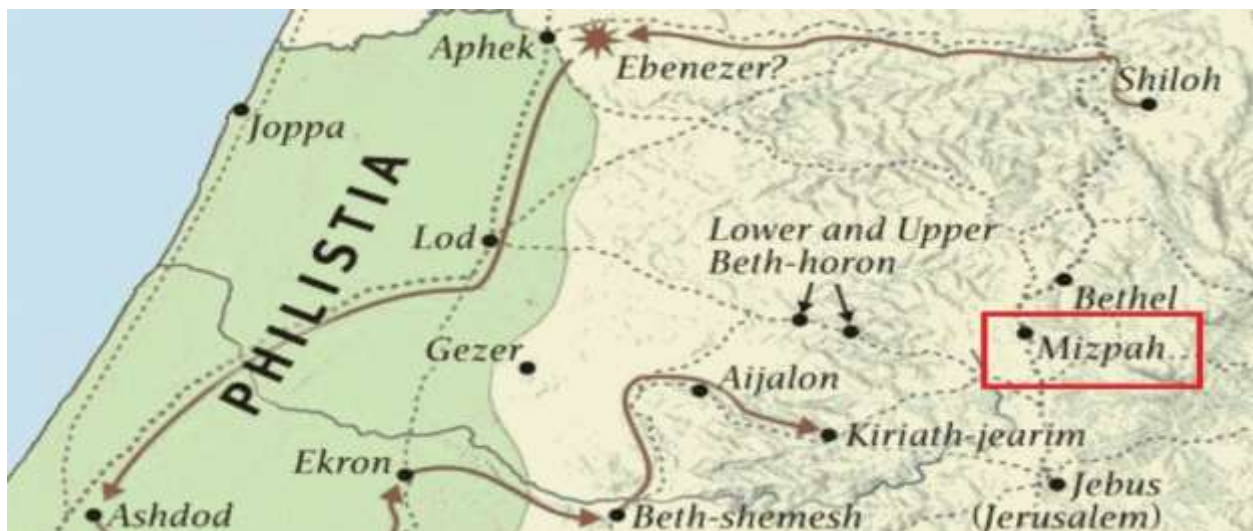 Aphek
Ebenezer?
Shiloh
Joppa
PHILISTIA
Lod
Lower and Upper
Beth-horon
Bethel
Mizpah
Gezer
Aijalon
Kiriath-jearim
Ekron
Jebus
(Jerusalem)
Ashdod
Beth-shemesh